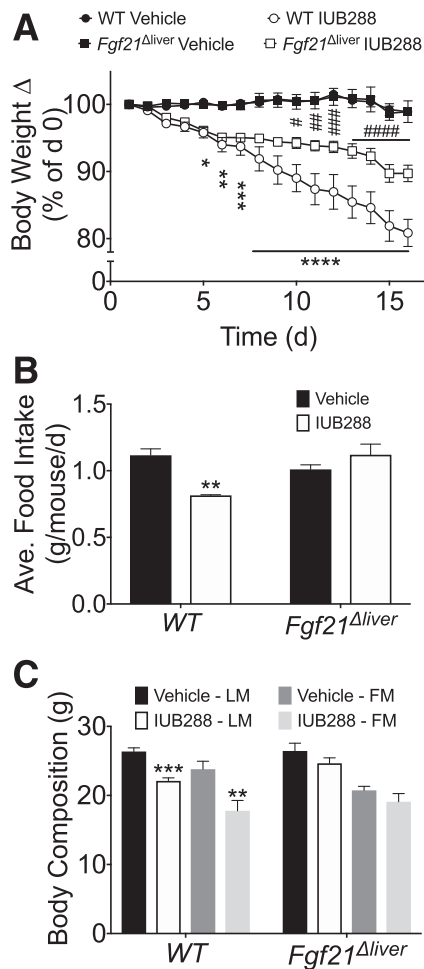 A
WT Vehicle WT IUB288
Fgf21Δliver Vehicle Fgf21Δliver IUB288
Body Weight Δ
(% of d 0)
100
90
80
0
# ## #### ####
* ** *** ****
0 5 10 15
Time (d)
B
Ave. Food Intake
(g/mouse/d)
1.5
1.0
0.5
0.0
Vehicle
IUB288
**
WT Fgf21Δliver
C
Vehicle - LM Vehicle - FM
IUB288 - LM IUB288 - FM
Body Composition (g)
30
20
10
0
*** **
WT Fgf21Δliver